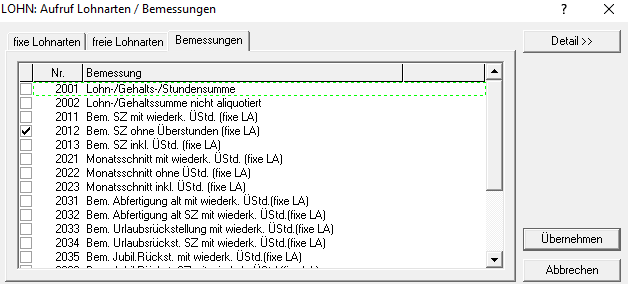 LOHN: Aufruf Lohnarten / Bemessungen ? ×
fixe Lohnarten freie Lohnarten Bemessungen Detail >>
Nr. Bemessung
2001 Lohn-/Gehalts-/Stundensumme
2002 Lohn-/Gehaltssumme nicht aliquotiert
2011 Bem. SZ mit wiederk. ÜStd. (fixe LA)
2012 Bem. SZ ohne Überstunden (fixe LA)
2013 Bem. SZ inkl. ÜStd. (fixe LA)
2021 Monatsschnitt mit wiederk. ÜStd. (fixe LA)
2022 Monatsschnitt ohne ÜStd. (fixe LA)
2023 Monatsschnitt inkl. ÜStd. (fixe LA)
2031 Bem. Abfertigung alt mit wiederk. ÜStd.(fixe LA)
2032 Bem. Abfertigung alt SZ mit wiederk. ÜStd.(fixe LA)
2033 Bem. Urlaubsrückstellung mit wiederk. ÜStd.(fixe LA)
2034 Bem. Urlaubsrückst. SZ mit wiederk. ÜStd.(fixe LA)
2035 Bem. Jubil.Rückst. mit wiederk. ÜStd.(fixe LA)
Übernehmen
Abbrechen